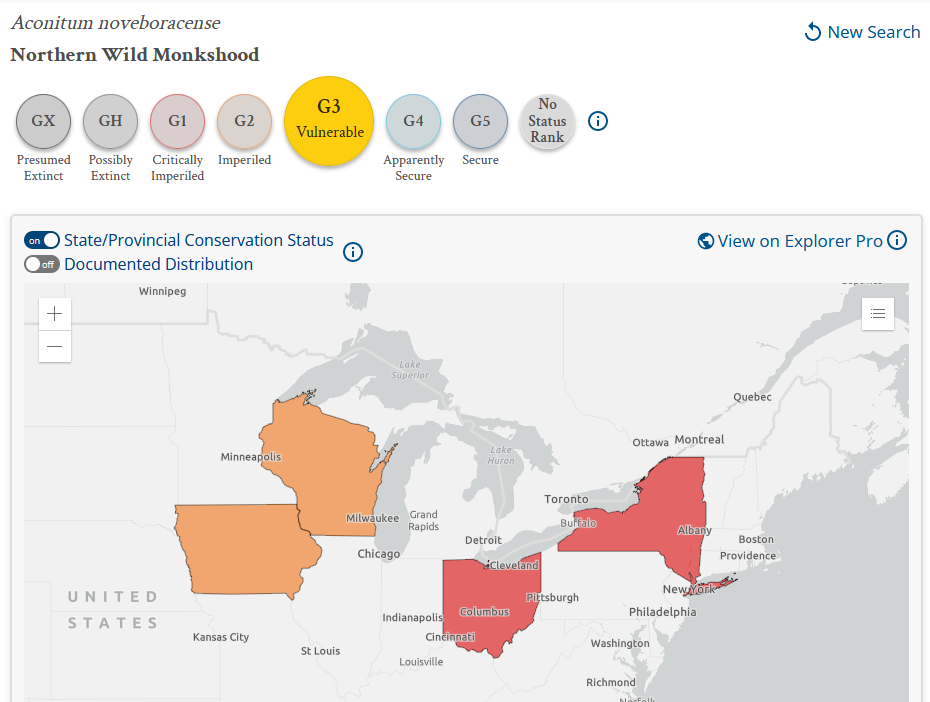 Aconitum noveboracense
New Search
Northern Wild Monkshood
GX
GH
G1
G2
G3
Vulnerable
G4
G5
No
Status
Rank
Presumed
Extinct
Possibly
Extinct
Critically
Imperiled
Imperiled
Apparently
Secure
Secure
on State/Provincial Conservation Status
off Documented Distribution
View on Explorer Pro
Winnipeg
Lake
Superior
Quebec
Ottawa
Montreal
Minneapolis
Lake
Huron
Toronto
Milwaukee
Grand
Rapids
Buffalo
Albany
Detroit
Boston
Chicago
Providence
Cleveland
New York
UNITED
STATES
Pittsburgh
Columbus
Indianapolis
Philadelphia
Kansas City
Cincinnati
Washington
St Louis
Louisville
Richmond
Norfolk